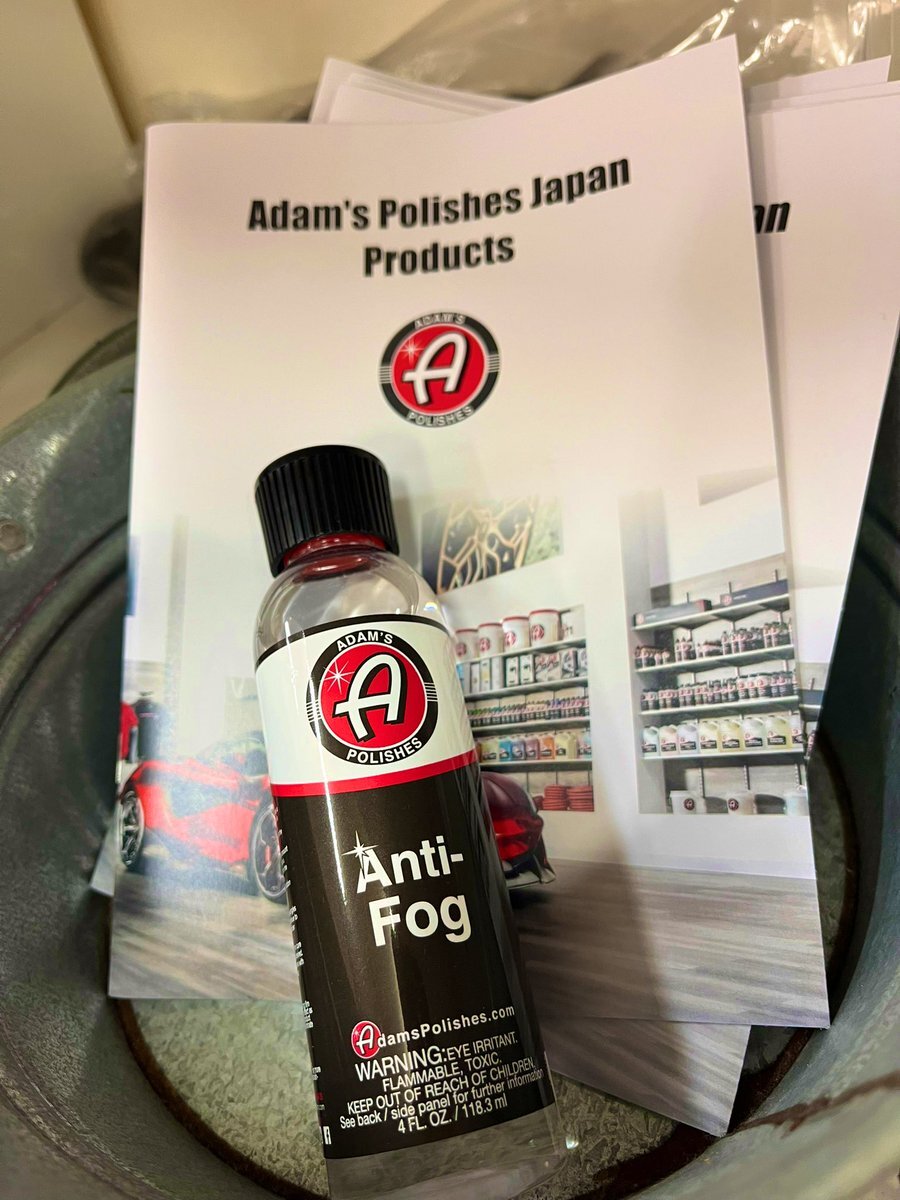 Adam's Polishes Japan
Products
ADAM'S
A
POLISHES
an
ADAM'S
A
POLISHES
Anti-
Fog
AdamsPolishes.com
WARNING: EYE IRRITANT.
FLAMMABLE, TOXIC.
KEEP OUT OF REACH OF CHILDREN.
See back / side panel for further information
4 FL. OZ. / 118.3 ml